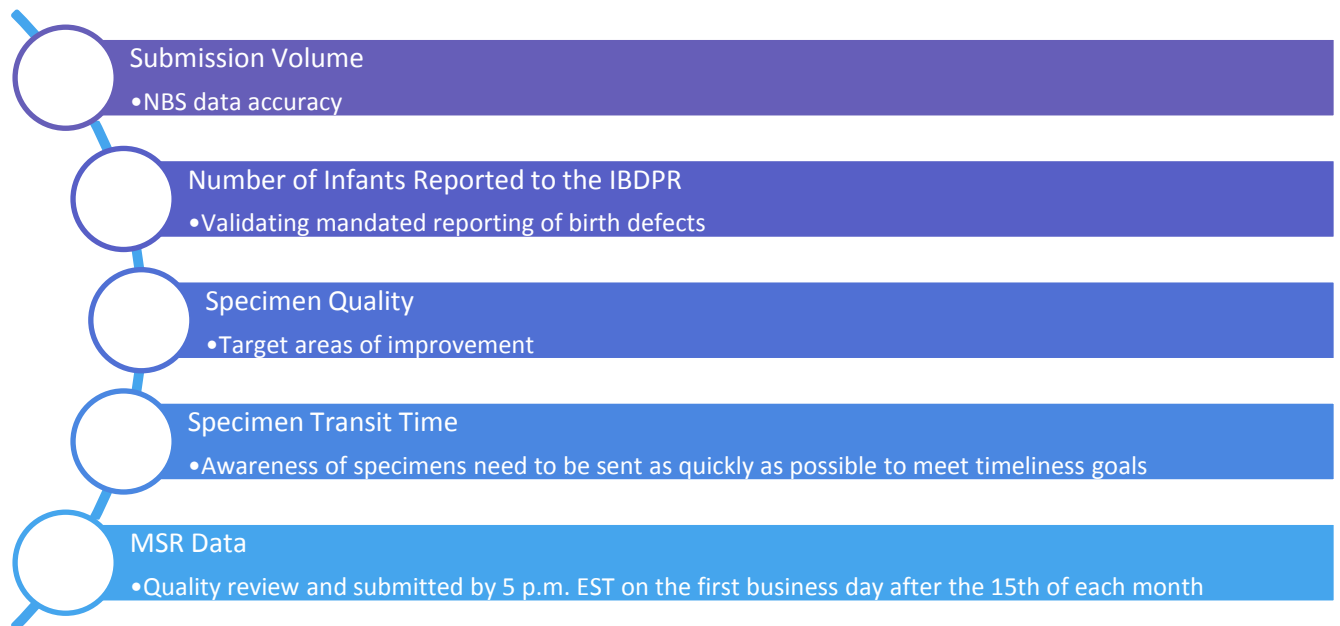 Submission Volume
•NBS data accuracy
Number of Infants Reported to the IBDPR
•Validating mandated reporting of birth defects
Specimen Quality
•Target areas of improvement
Specimen Transit Time
•Awareness of specimens need to be sent as quickly as possible to meet timeliness goals
MSR Data
•Quality review and submitted by 5 p.m. EST on the first business day after the 15th of each month